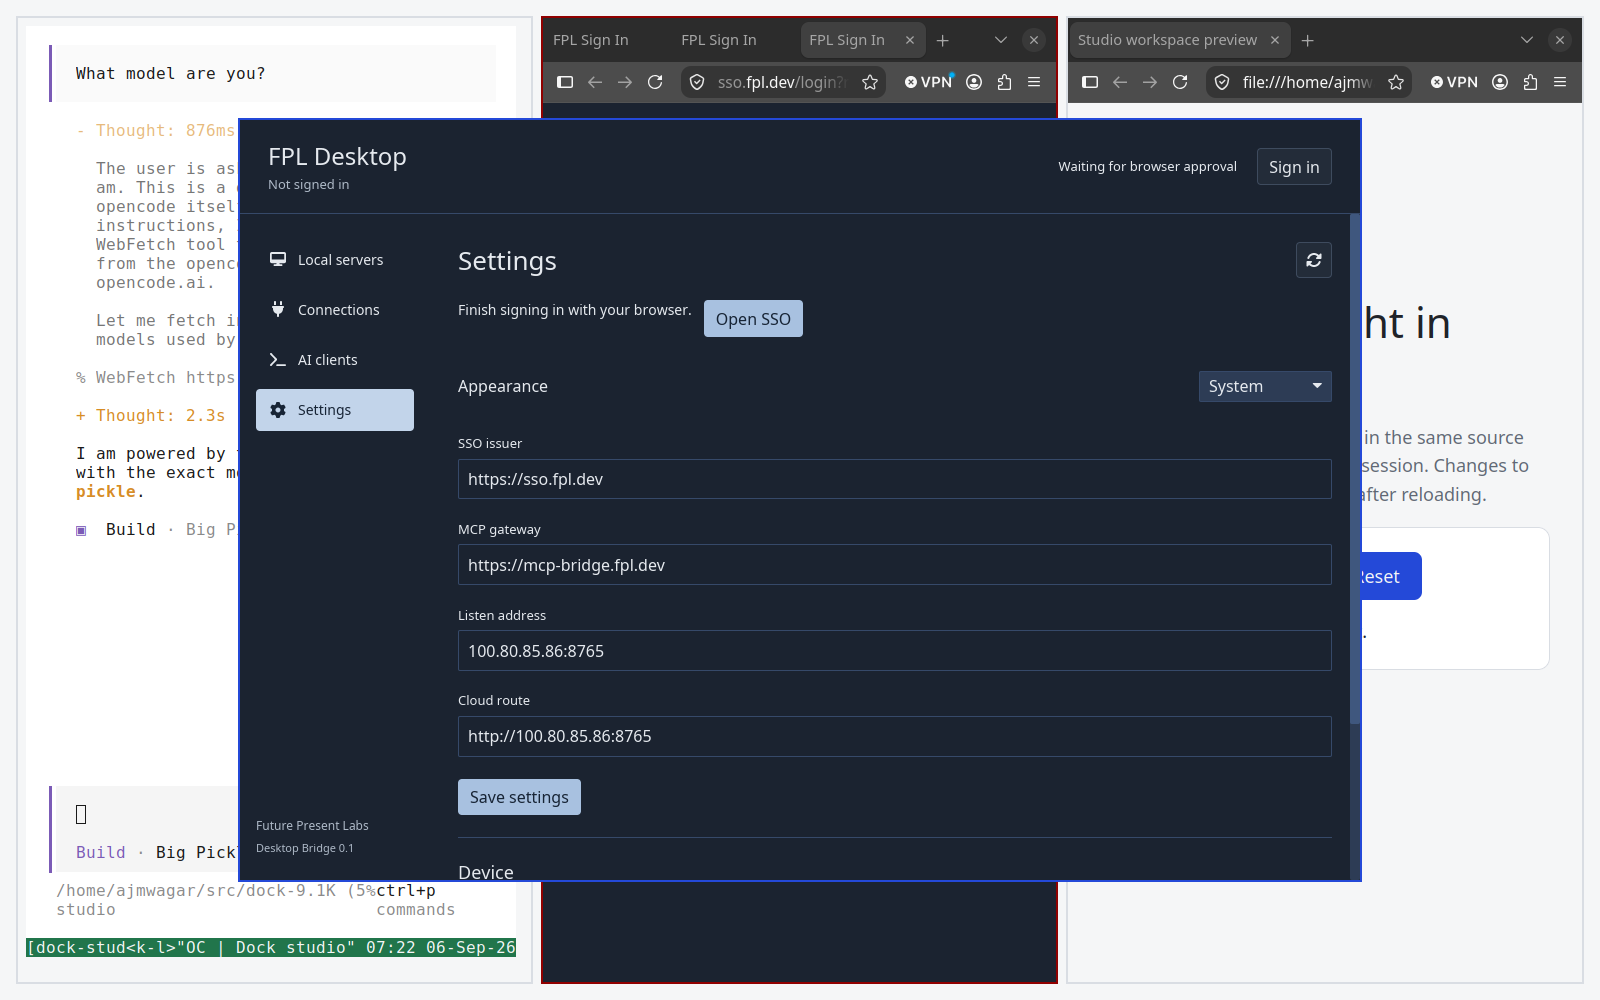 What model are you?
- Thought: 876ms
The user is as
am. This is a
opencode itsel
instructions,
WebFetch tool
from the openc
opencode.ai.
Let me fetch i
models used by
% WebFetch https
+ Thought: 2.3s
I am powered by
with the exact m
pickle.
▣ Build · Big P
Build · Big Pick
/home/ajmwagar/src/dock-9.1K (5%ctrl+p
studio commands
[dock-stud<k-l>"OC | Dock studio" 07:22 06-Sep-26
FPL Sign In
FPL Sign In
FPL Sign In
sso.fpl.dev/login?
VPN
Studio workspace preview
file:///home/ajmw
VPN
FPL Desktop
Not signed in
Waiting for browser approval
Sign in
Local servers
Connections
AI clients
Settings
Future Present Labs
Desktop Bridge 0.1
Settings
Finish signing in with your browser.
Open SSO
Appearance
System
SSO issuer
https://sso.fpl.dev
MCP gateway
https://mcp-bridge.fpl.dev
Listen address
100.80.85.86:8765
Cloud route
http://100.80.85.86:8765
Save settings
Device
ht in
in the same source
session. Changes to
after reloading.
Reset
.